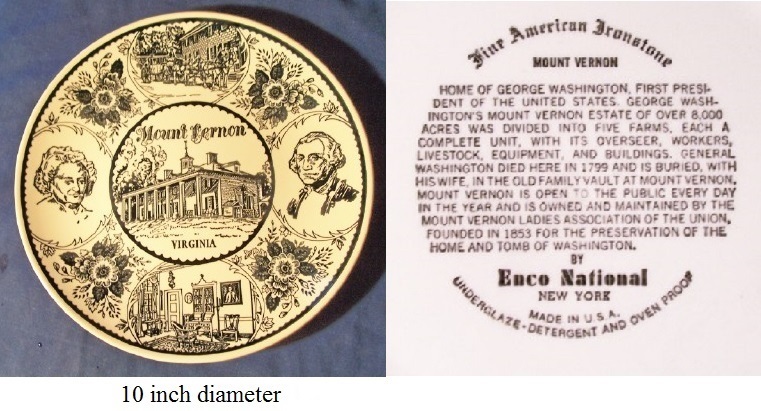 Mount Vernon
VIRGINIA
10 inch diameter
Fine American Ironstone
MOUNT VERNON
HOME OF GEORGE WASHINGTON, FIRST PRESI-
DENT OF THE UNITED STATES. GEORGE WASH-
INGTON'S MOUNT VERNON ESTATE OF OVER 8,000
ACRES WAS DIVIDED INTO FIVE FARMS, EACH A
COMPLETE UNIT, WITH ITS OVERSEER, WORKERS,
LIVESTOCK, EQUIPMENT, AND BUILDINGS. GENERAL
WASHINGTON DIED HERE IN 1799 AND IS BURIED, WITH
HIS WIFE, IN THE OLD FAMILY VAULT AT MOUNT VERNON.
MOUNT VERNON IS OPEN TO THE PUBLIC EVERY DAY
IN THE YEAR AND IS OWNED AND MAINTAINED BY THE
MOUNT VERNON LADIES ASSOCIATION OF THE UNION,
FOUNDED IN 1853 FOR THE PRESERVATION OF THE
HOME AND TOMB OF WASHINGTON.
BY
Enco National
NEW YORK
MADE IN U.S.A.
UNDERGLAZE-DETERGENT AND OVEN PROOF